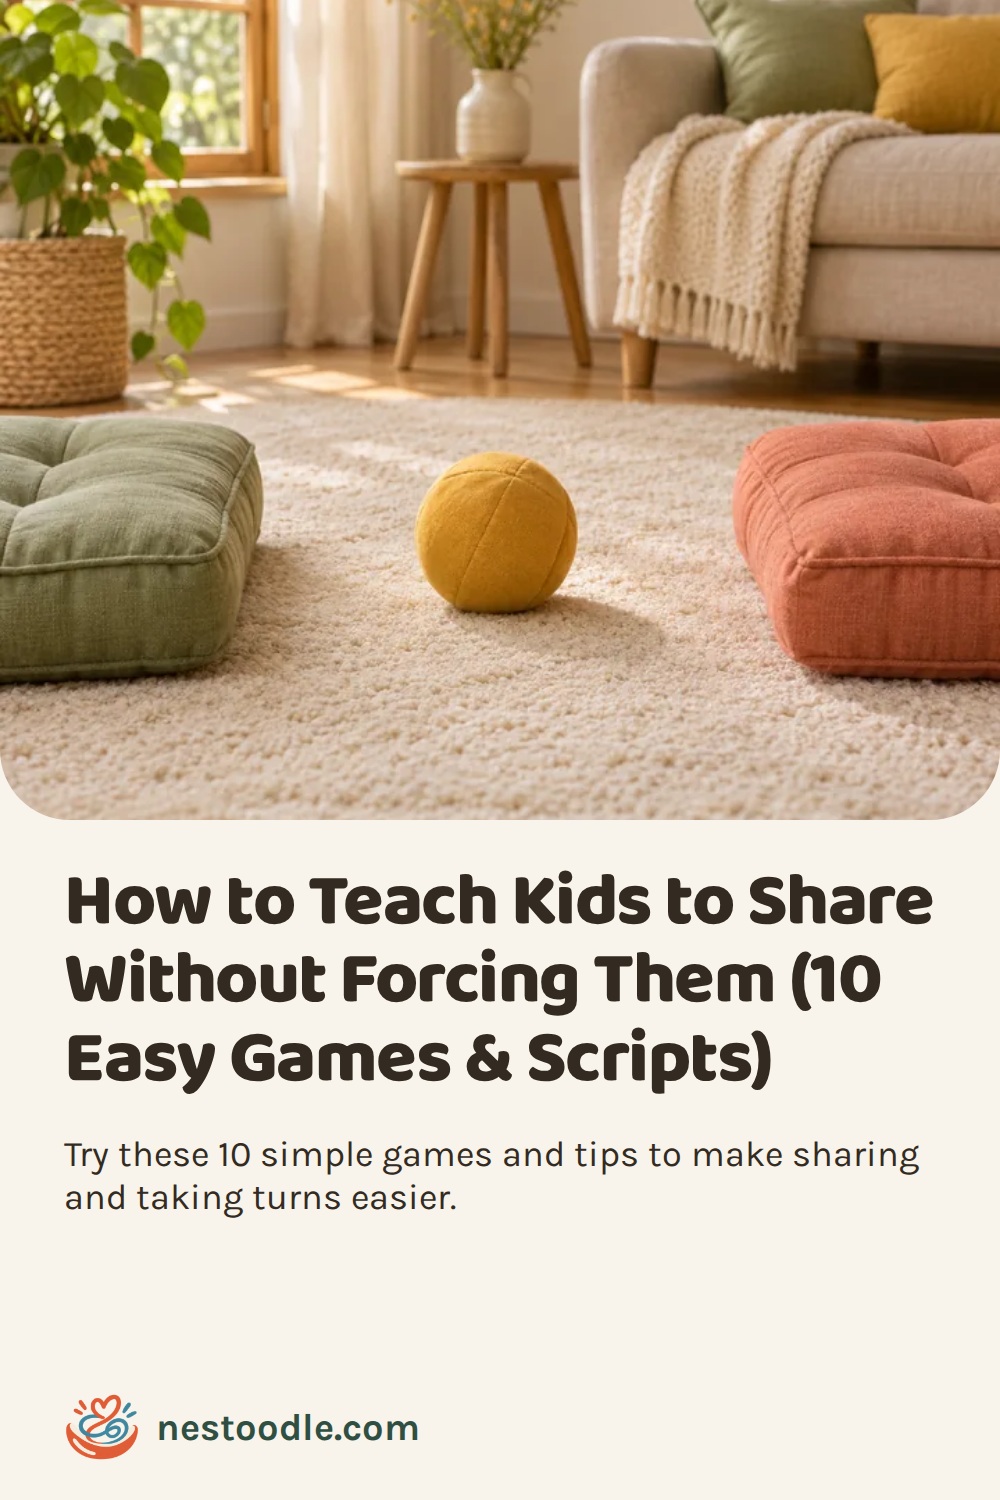 How to Teach Kids to Share
Without Forcing Them (10
Easy Games & Scripts)
Try these 10 simple games and tips to make sharing
and taking turns easier.
nestoodle.com